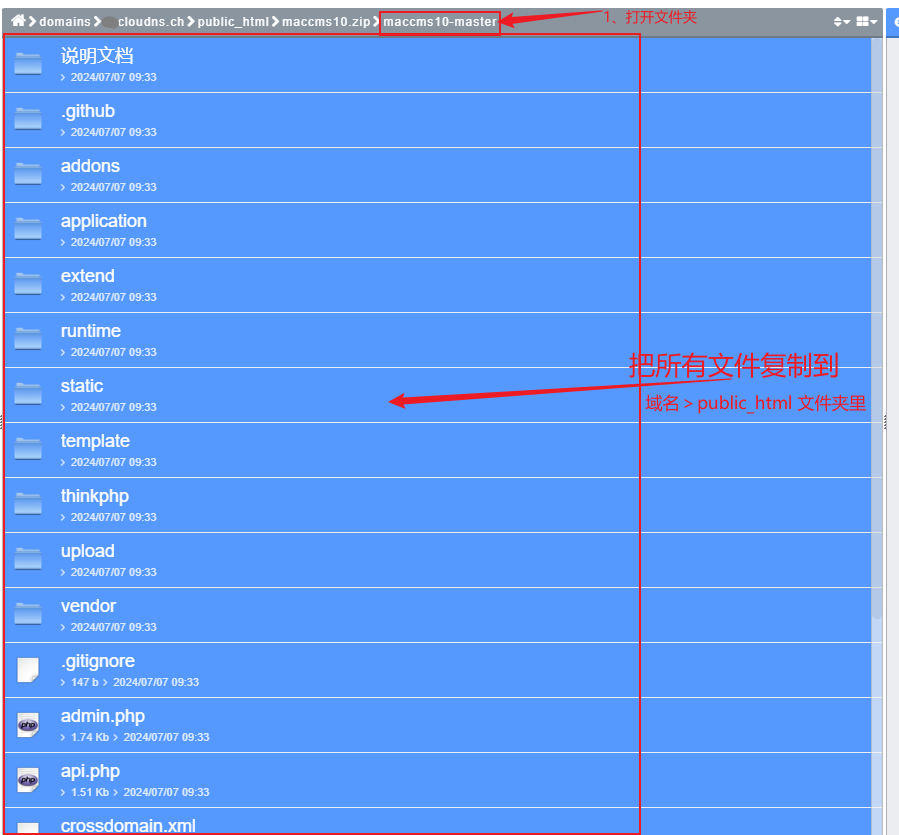 domains cloudns.ch public_html maccms10.zip maccms10-master 1、打开文件夹
说明文档
2024/07/07 09:33
.github
2024/07/07 09:33
addons
2024/07/07 09:33
application
2024/07/07 09:33
extend
2024/07/07 09:33
runtime
2024/07/07 09:33
把所有文件复制到
static
域名 > public_html 文件夹里
2024/07/07 09:33
template
2024/07/07 09:33
thinkphp
2024/07/07 09:33
upload
2024/07/07 09:33
vendor
2024/07/07 09:33
.gitignore
147 b > 2024/07/07 09:33
admin.php
php
1.74 Kb > 2024/07/07 09:33
api.php
php
1.51 Kb > 2024/07/07 09:33
crossdomain.xml